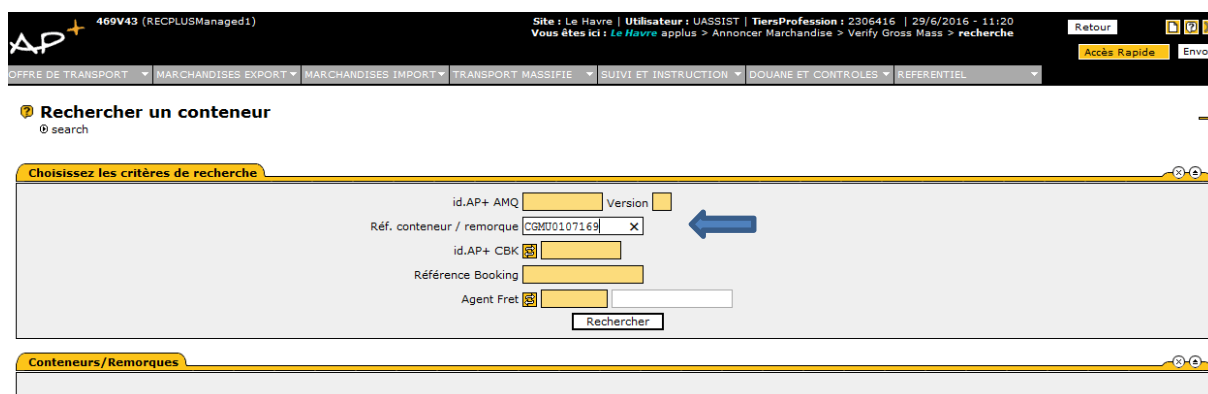 AP+ 469V43 (RECPLUSManaged1) Site : Le Havre | Utilisateur : UASSIST | TiersProfession : 2306416 | 29/6/2016 - 11:20 Retour
Vous êtes ici : Le Havre applus > Annoncer Marchandise > Verify Gross Mass > recherche
Accès Rapide Envo
OFFRE DE TRANSPORT MARCHANDISES EXPORT MARCHANDISES IMPORT TRANSPORT MASSIFIE SUIVI ET INSTRUCTION DOUANE ET CONTROLES REFERENTIEL
Rechercher un conteneur
search
Choisissez les critères de recherche
id.AP+ AMQ Version
Réf. conteneur / remorque CGMU0107169 X
id.AP+ CBK
Référence Booking
Agent Fret
Rechercher
Conteneurs/Remorques